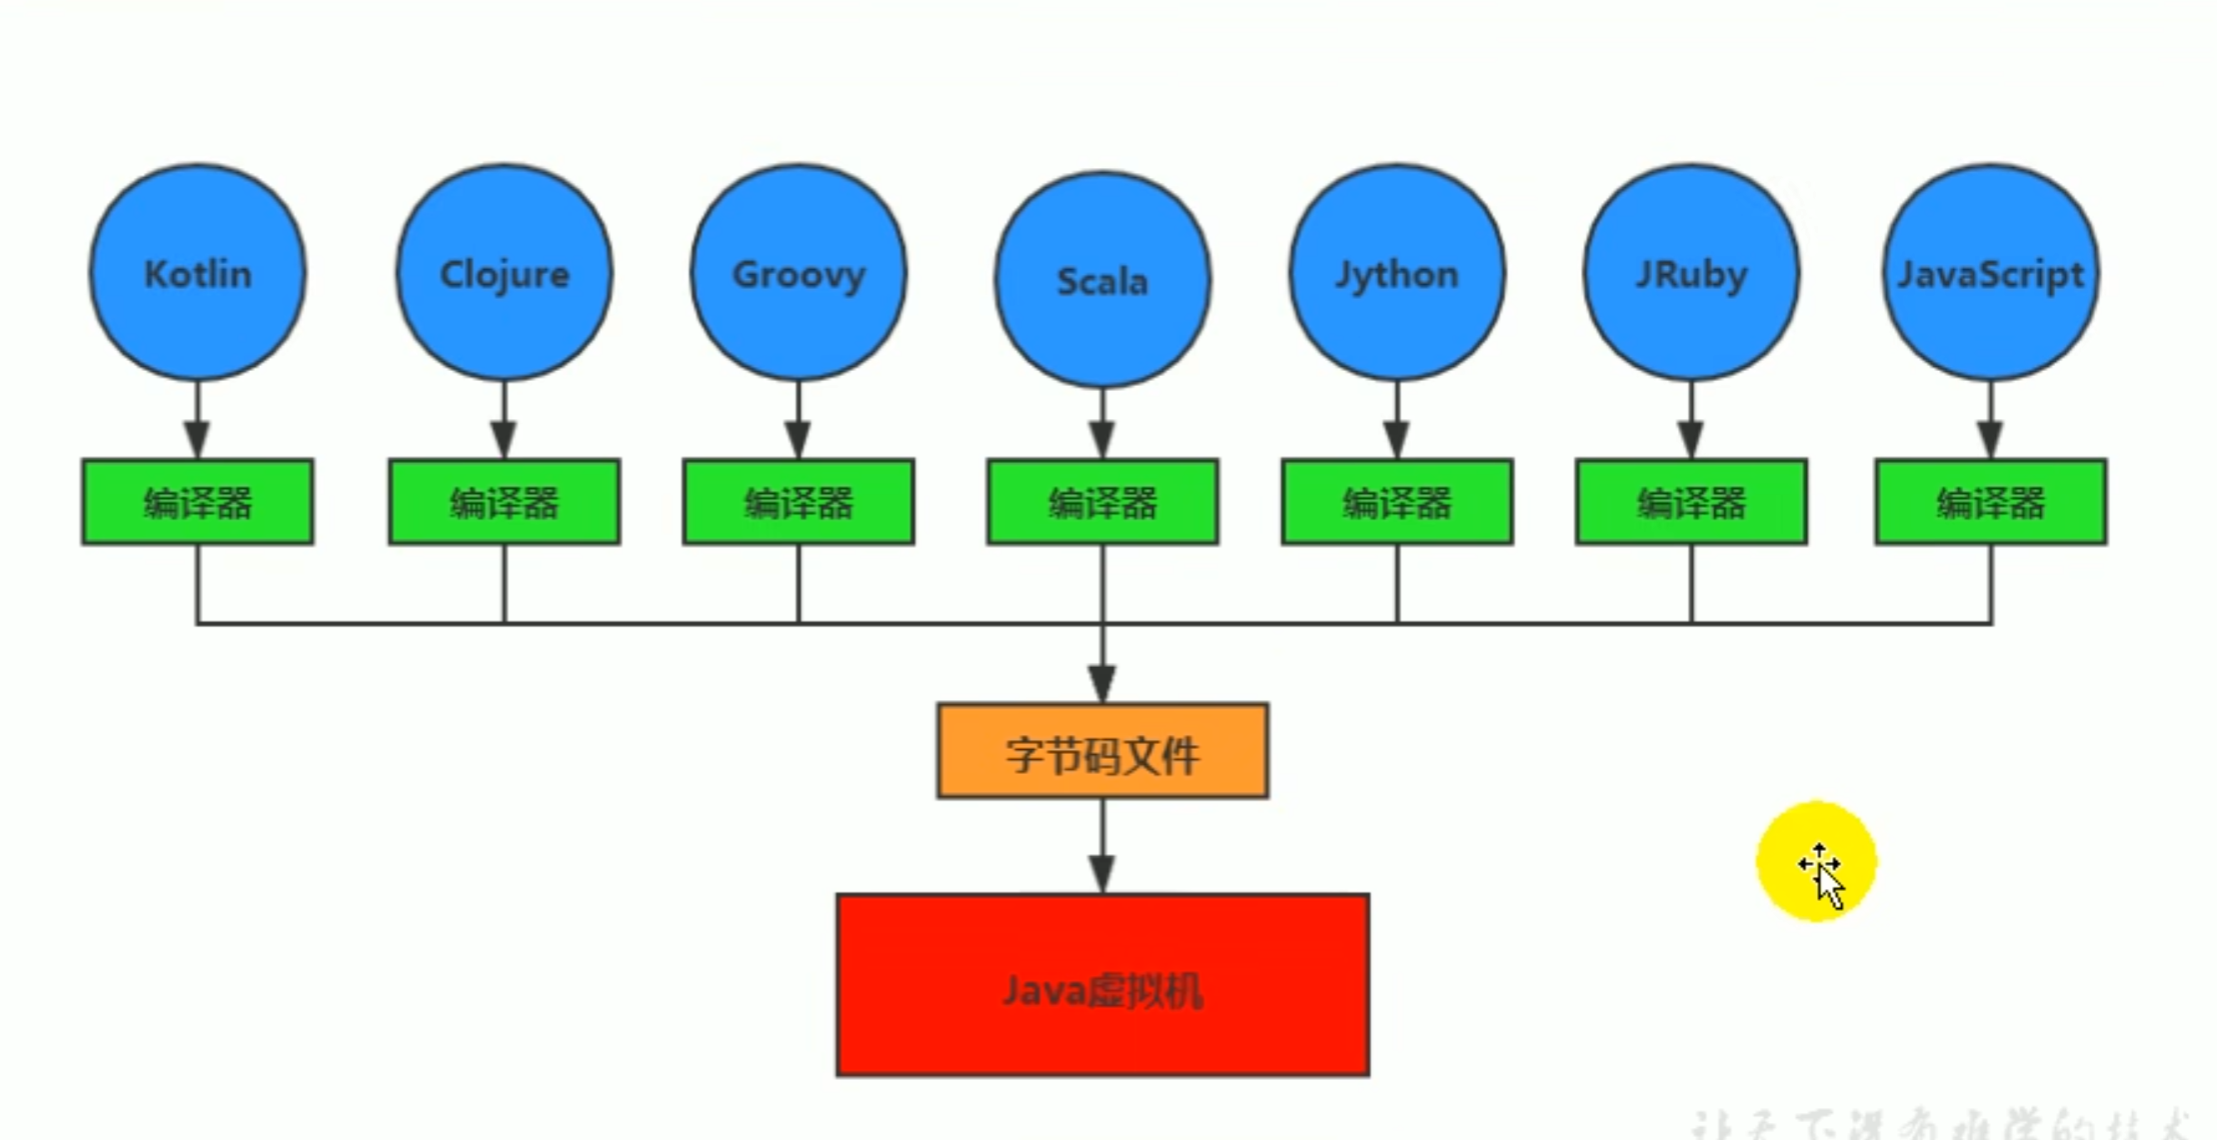 Kotlin
Clojure
Groovy
Scala
Jython
JRuby
JavaScript
编译器
编译器
编译器
编译器
编译器
编译器
编译器
字节码文件
Java虚拟机
让天下没有难学的技术